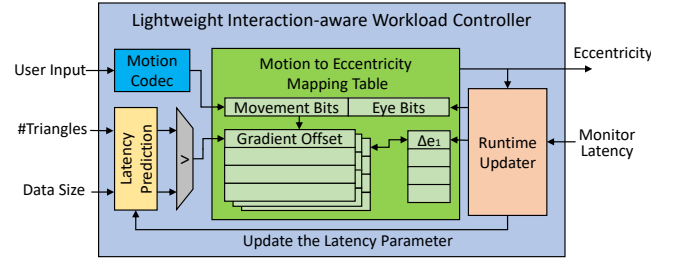 Lightweight Interaction-aware Workload Controller
User Input
Motion
Codec
Motion to Eccentricity
Mapping Table
Eccentricity
Movement Bits
Eye Bits
#Triangles
Data Size
Latency
Prediction
>
Gradient Offset
Δe1
Runtime
Updater
Monitor
Latency
Update the Latency Parameter